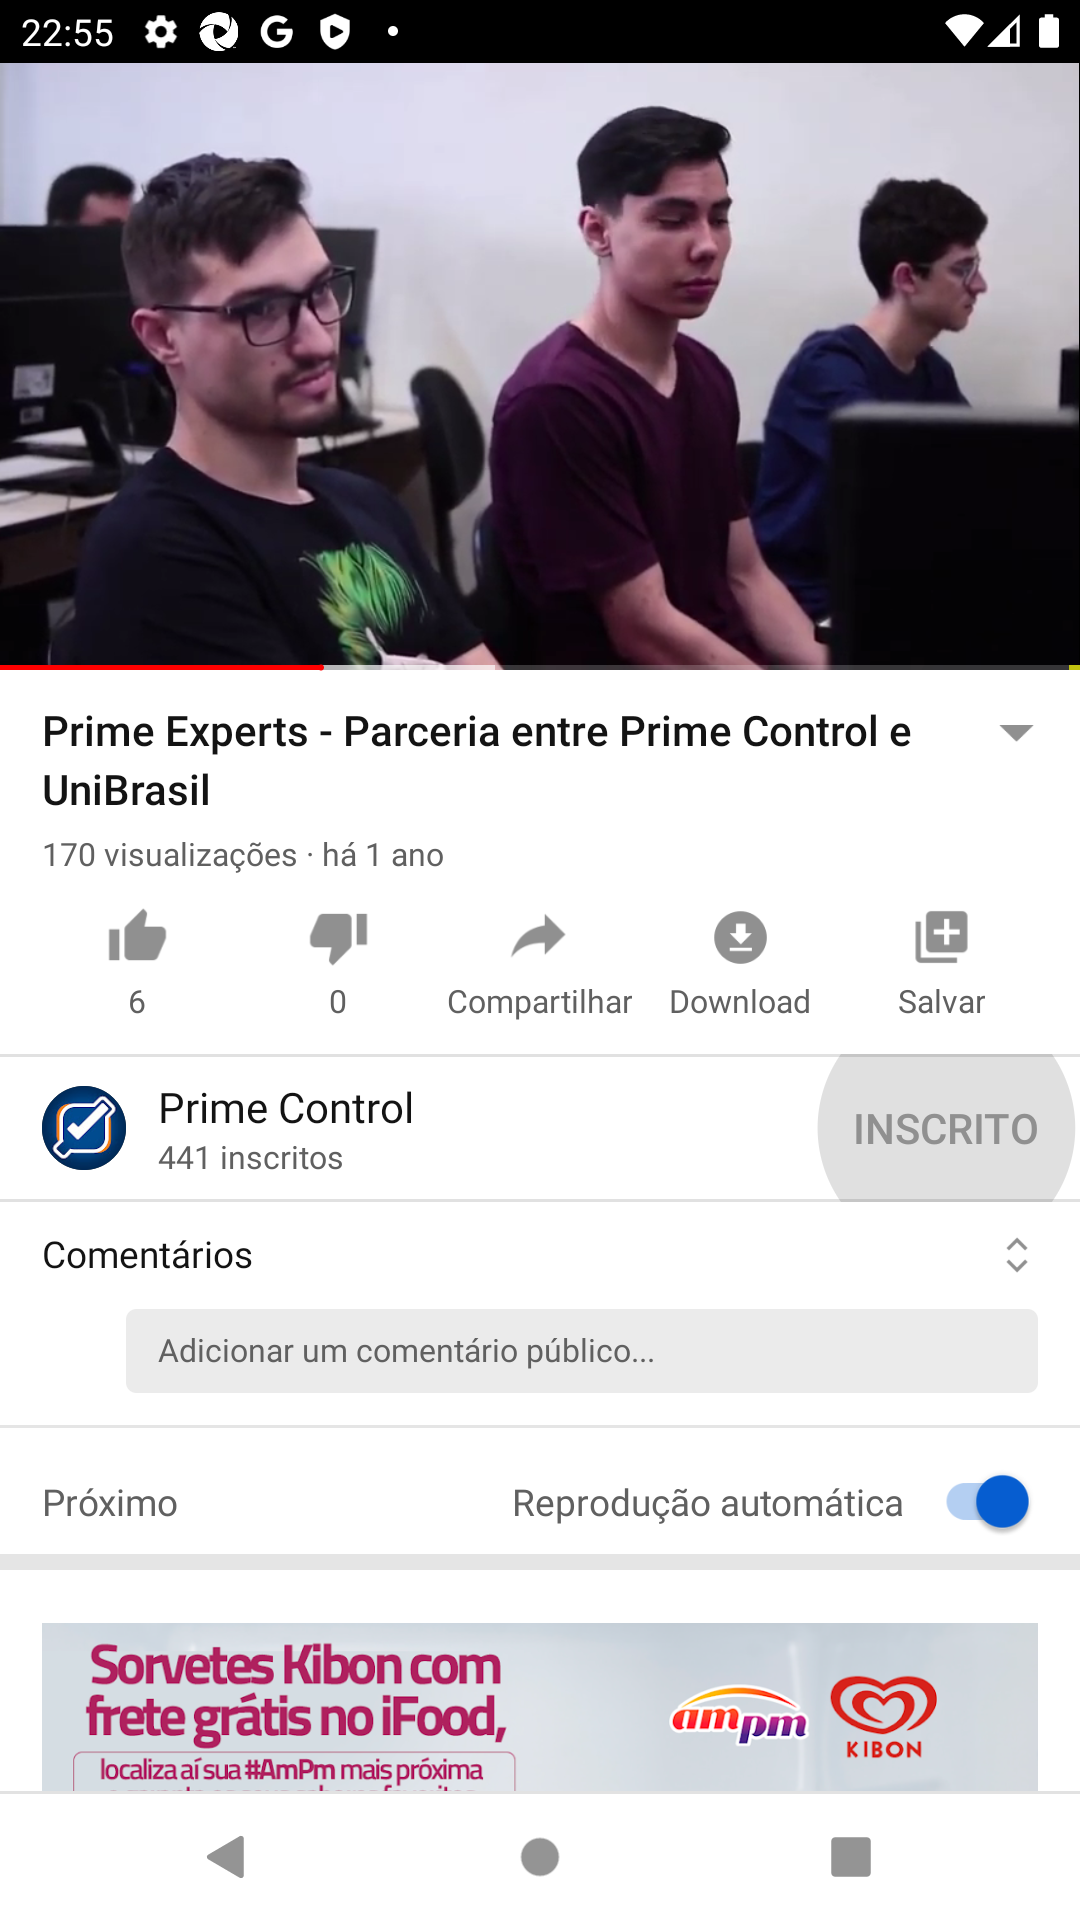 22:55
Prime Experts - Parceria entre Prime Control e
UniBrasil
170 visualizações · há 1 ano
6
0
Compartilhar
Download
Salvar
Prime Control
441 inscritos
INSCRITO
Comentários
Adicionar um comentário público...
Próximo
Reprodução automática
Sorvetes Kibon com
frete grátis no iFood,
localiza aí sua #AmPm mais próxima
ampm
KIBON